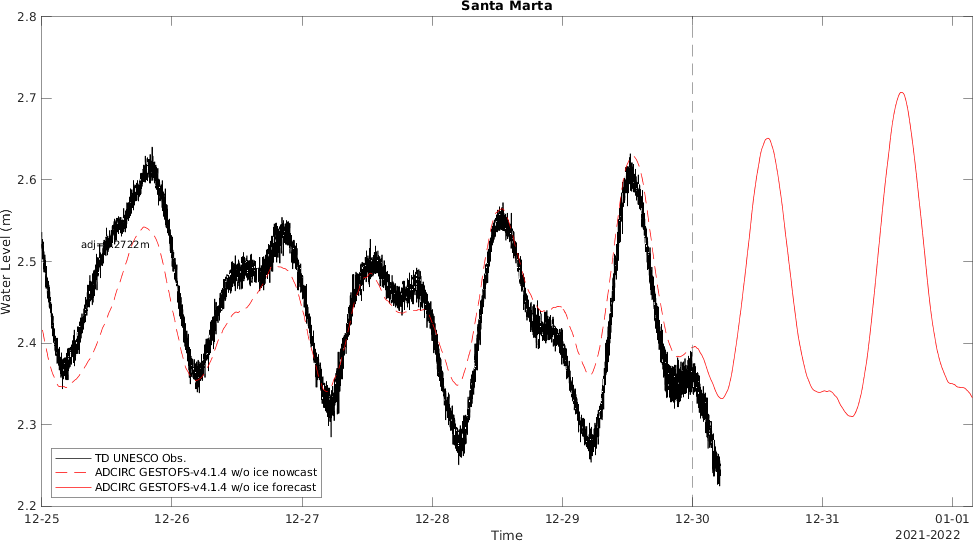 Santa Marta
2.8
2.7
2.6
2.5
2.4
2.3
2.2
Water Level (m)
2722m
TD UNESCO Obs.
ADCIRC GESTOFS-v4.1.4 w/o ice nowcast
ADCIRC GESTOFS-v4.1.4 w/o ice forecast
12-25
12-26
12-27
12-28
12-29
12-30
12-31
01-01
Time
2021-2022